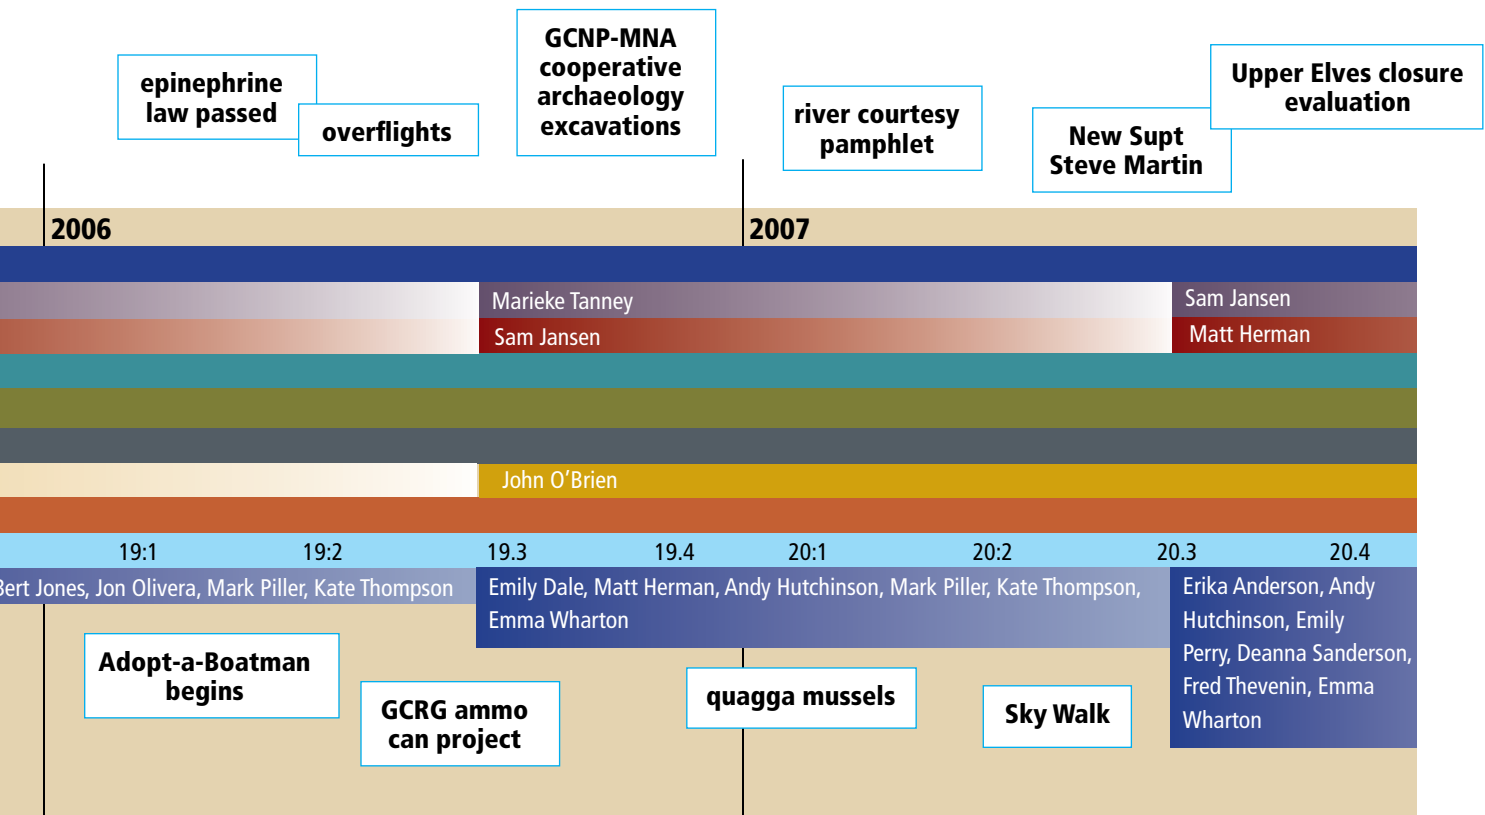 epinephrine
law passed
overflights
GCNP-MNA
cooperative
archaeology
excavations
river courtesy
pamphlet
New Supt
Steve Martin
Upper Elves closure
evaluation
2006
2007
Marieke Tanney
Sam Jansen
Sam Jansen
Matt Herman
John O’Brien
19:1
19:2
19.3
19.4
20:1
20:2
20.3
20.4
Bert Jones, Jon Olivera, Mark Piller, Kate Thompson
Emily Dale, Matt Herman, Andy Hutchinson, Mark Piller, Kate Thompson,
Emma Wharton
Erika Anderson, Andy
Hutchinson, Emily
Perry, Deanna Sanderson,
Fred Thevenin, Emma
Wharton
Adopt-a-Boatman
begins
GCRG ammo
can project
quagga mussels
Sky Walk